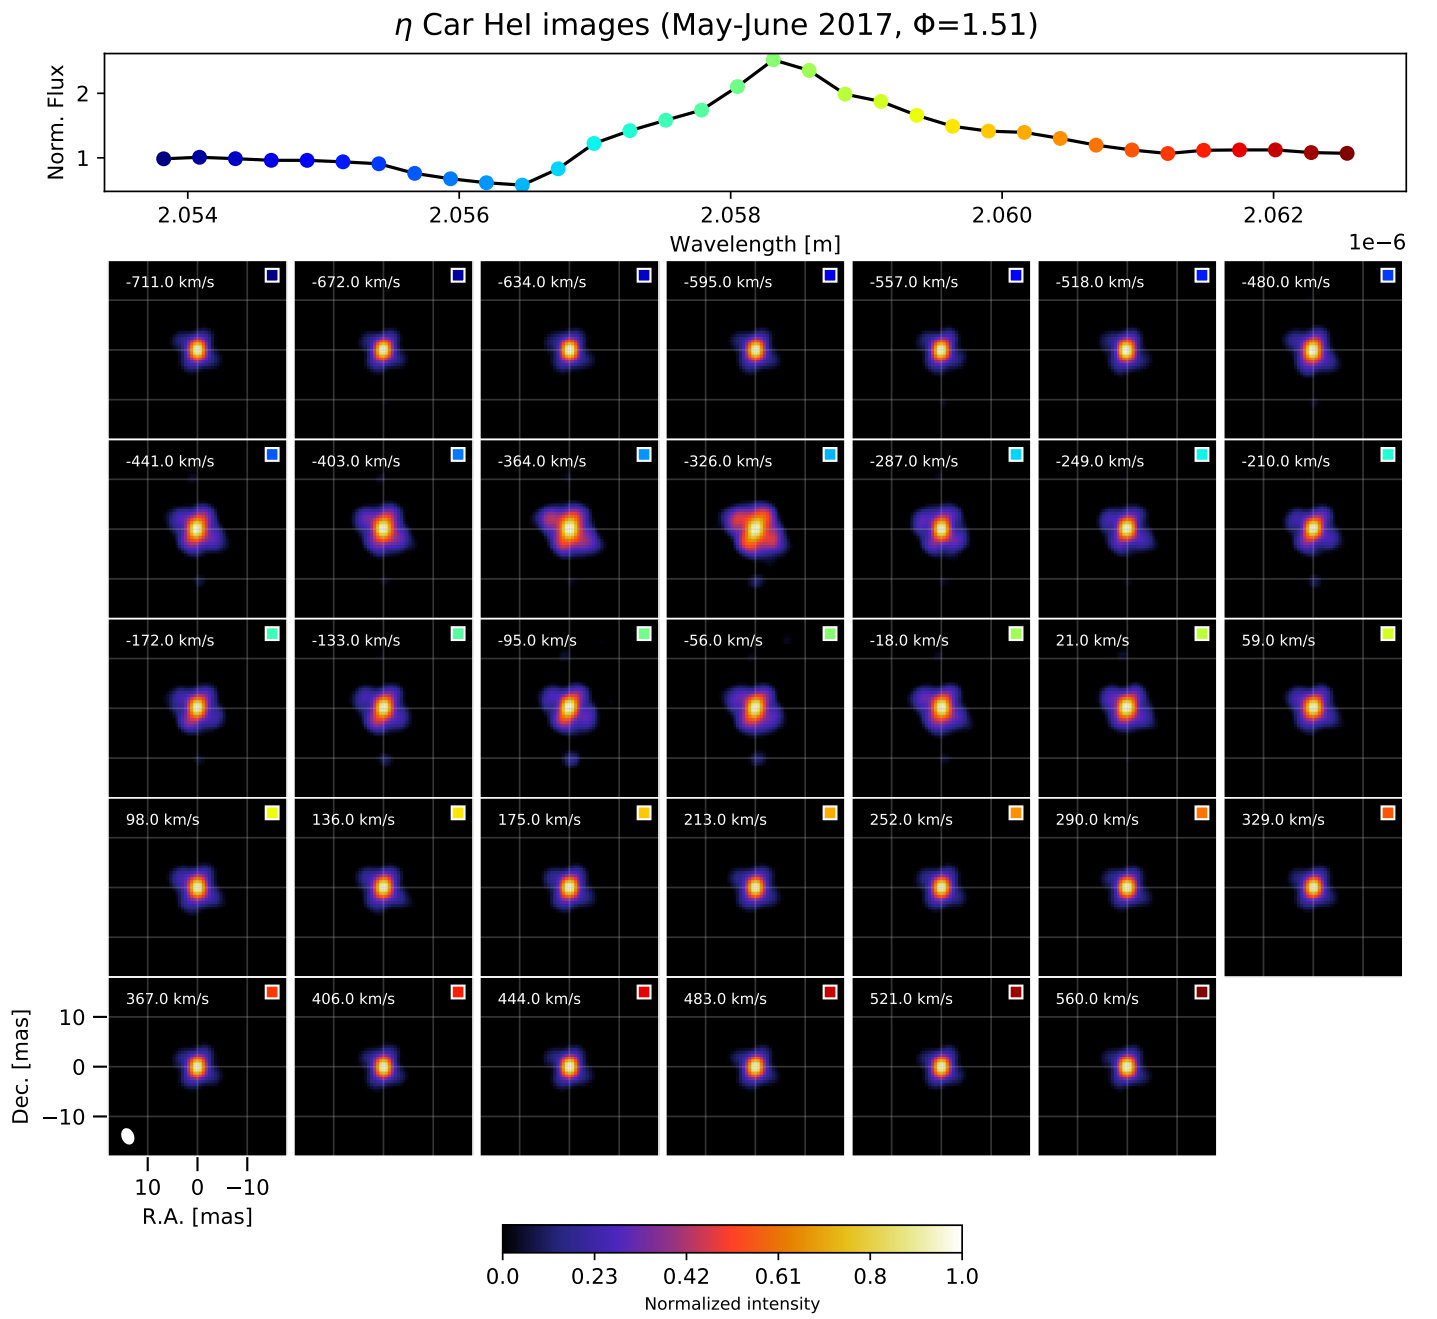 η Car HeI images (May-June 2017, Φ=1.51)
Norm. Flux
2
1
2.054 2.056 2.058 2.060 2.062
Wavelength [m]
1e−6
-711.0 km/s -672.0 km/s -634.0 km/s -595.0 km/s -557.0 km/s -518.0 km/s -480.0 km/s
-441.0 km/s -403.0 km/s -364.0 km/s -326.0 km/s -287.0 km/s -249.0 km/s -210.0 km/s
-172.0 km/s -133.0 km/s -95.0 km/s -56.0 km/s -18.0 km/s 21.0 km/s 59.0 km/s
98.0 km/s 136.0 km/s 175.0 km/s 213.0 km/s 252.0 km/s 290.0 km/s 329.0 km/s
367.0 km/s 406.0 km/s 444.0 km/s 483.0 km/s 521.0 km/s 560.0 km/s
Dec. [mas]
10
0
−10
10 0 −10
R.A. [mas]
0.0 0.23 0.42 0.61 0.8 1.0
Normalized intensity